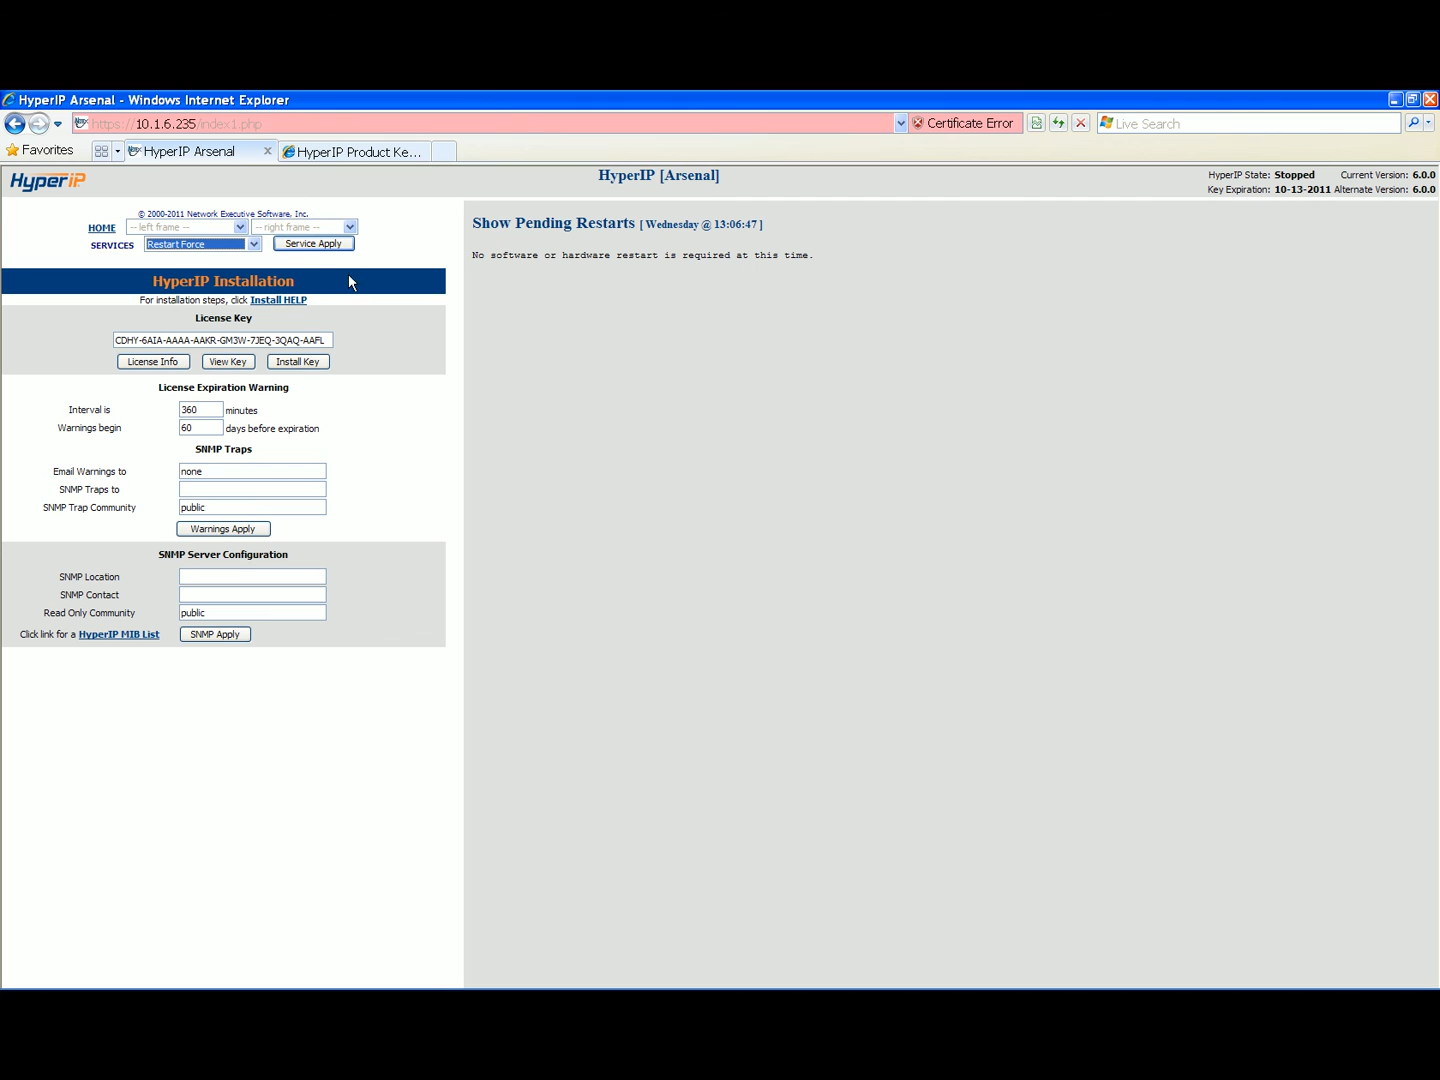 HyperIP Arsenal - Windows Internet Explorer
https://10.1.6.235/index1.php
Certificate Error
Live Search
Favorites
HyperIP Arsenal
HyperIP Product Ke...
HyperIP
HyperIP [Arsenal]
HyperIP State: Stopped Current Version: 6.0.0
Key Expiration: 10-13-2011 Alternate Version: 6.0.0
© 2000-2011 Network Executive Software, Inc.
HOME -- left frame -- -- right frame --
SERVICES Restart Force Service Apply
HyperIP Installation
For installation steps, click Install HELP
License Key
CDHY-6AIA-AAAA-AAKR-GM3W-7JEQ-3QAQ-AAFL
License Info View Key Install Key
License Expiration Warning
Interval is 360 minutes
Warnings begin 60 days before expiration
SNMP Traps
Email Warnings to none
SNMP Traps to
SNMP Trap Community public
Warnings Apply
SNMP Server Configuration
SNMP Location
SNMP Contact
Read Only Community public
Click link for a HyperIP MIB List SNMP Apply
Show Pending Restarts [ Wednesday @ 13:06:47 ]
No software or hardware restart is required at this time.